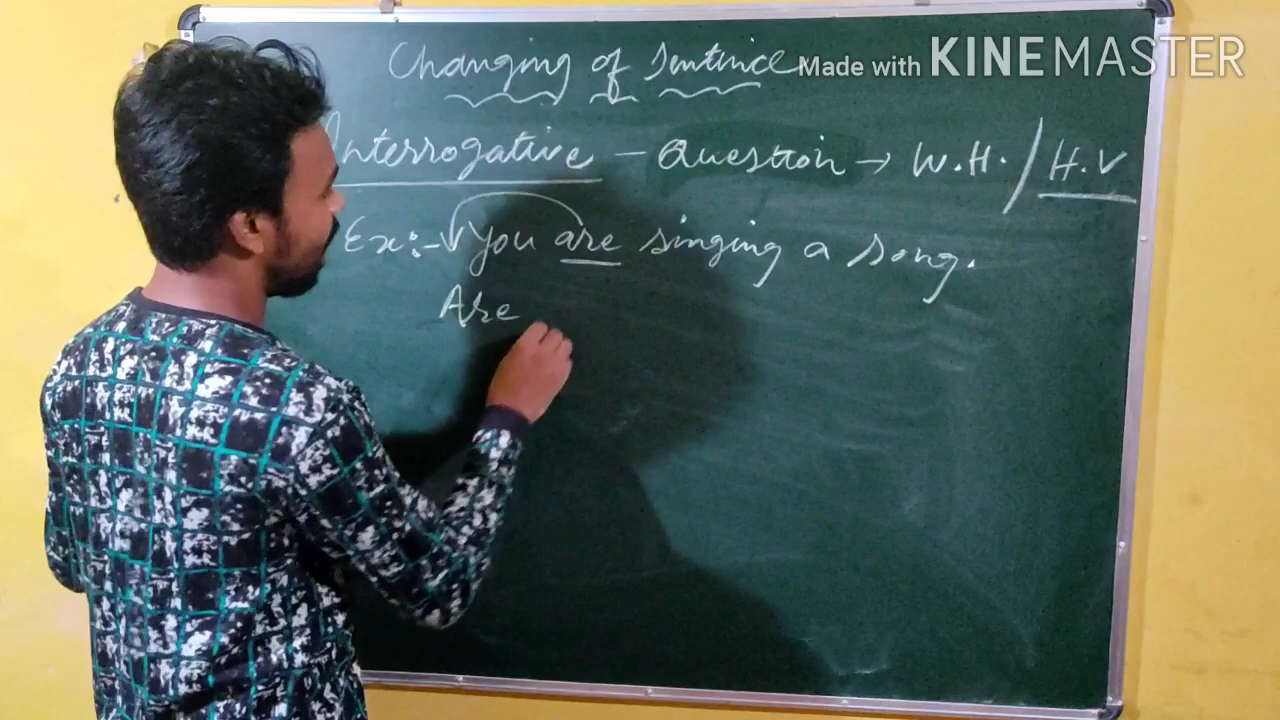 Changing of Sentence
Made with KINEMASTER
Interrogative – Question → W.H. / H.V
Ex:- You are singing a song.
Are